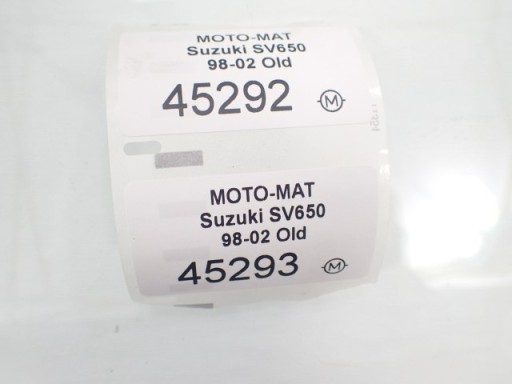 MOTO-MAT
Suzuki SV650
98-02 Old
45292 M
MOTO-MAT
Suzuki SV650
98-02 Old
45293 M